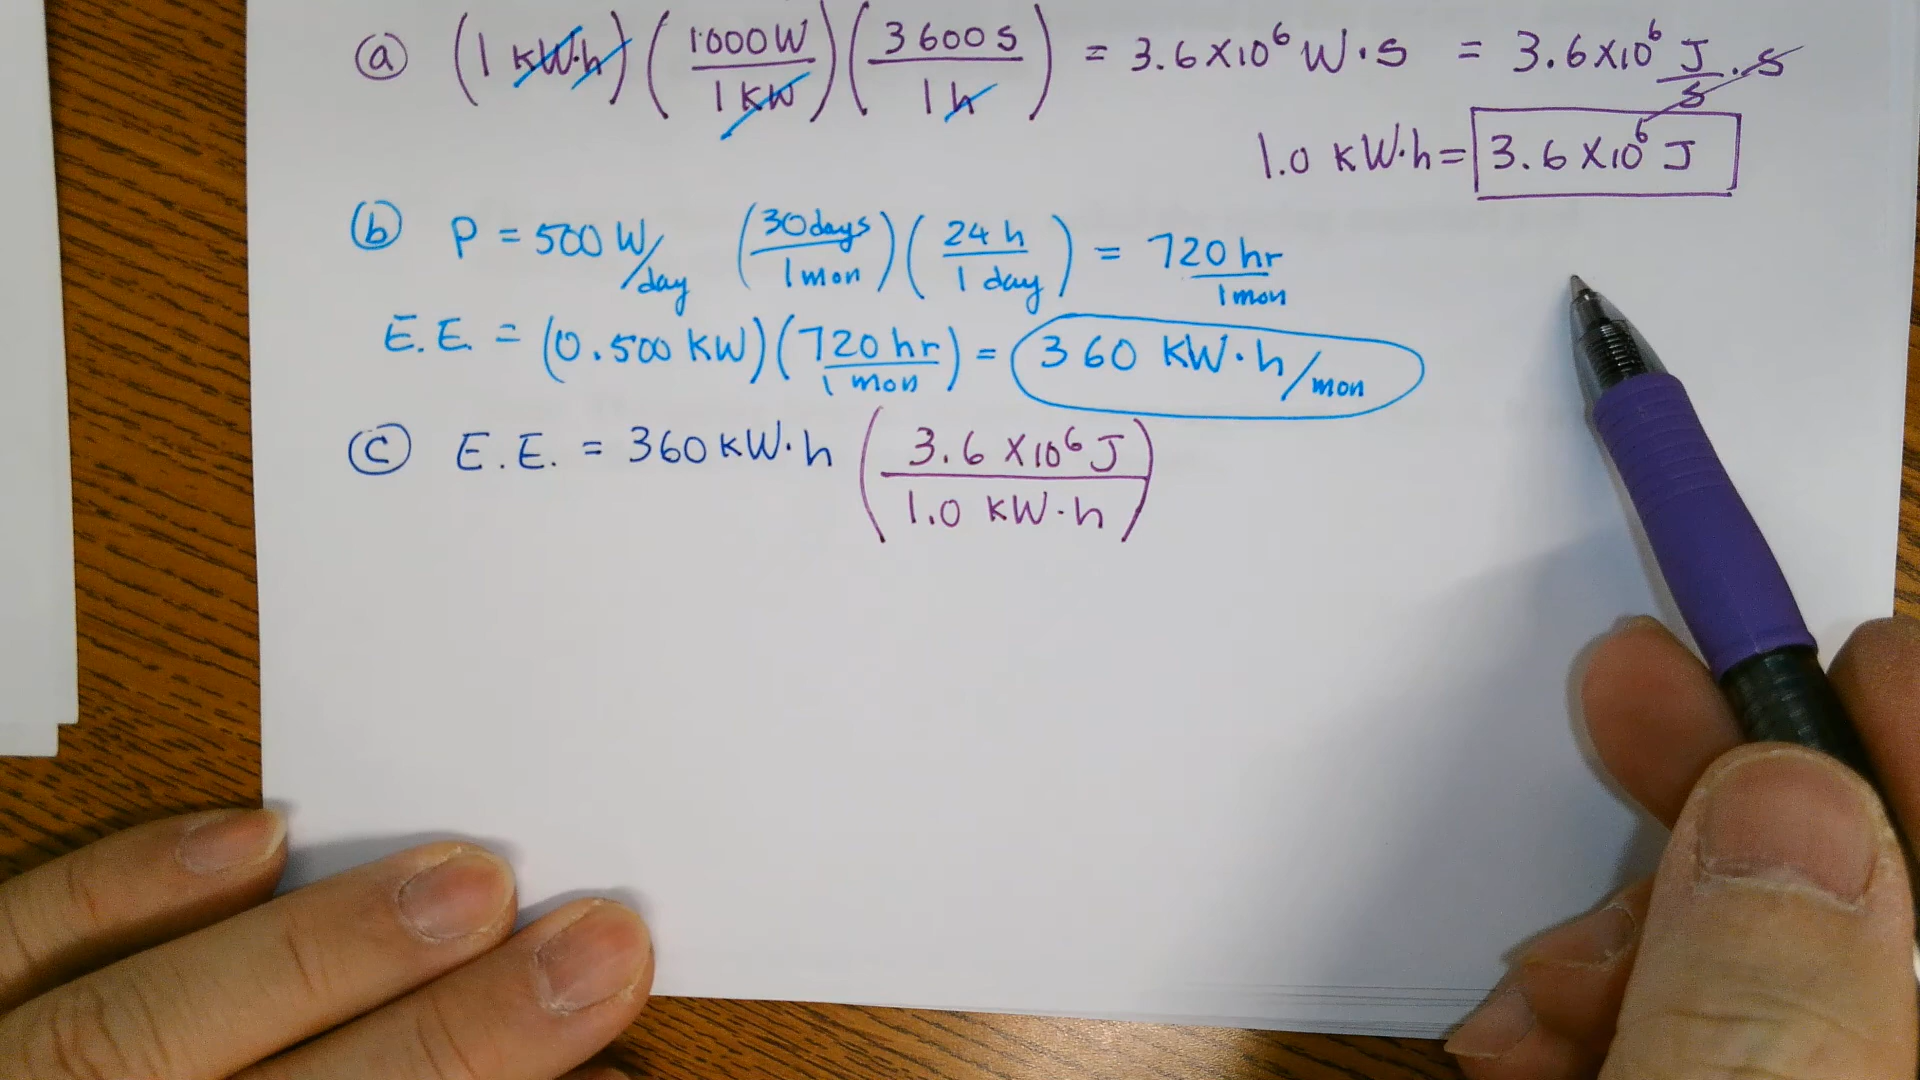 (a) (1 kW·h) (1000W / 1 kW) (3600 s / 1 h) = 3.6 x 10⁶ W·s = 3.6 x 10⁶ J/s · s
1.0 kW·h = 3.6 x 10⁶ J
(b) P = 500 W/day (30 days / 1 mon) (24 h / 1 day) = 720 hr / 1 mon
E.E. = (0.500 kW) (720 hr / 1 mon) = 360 kW·h/mon
(c) E.E. = 360 kW·h (3.6 x 10⁶ J / 1.0 kW·h)